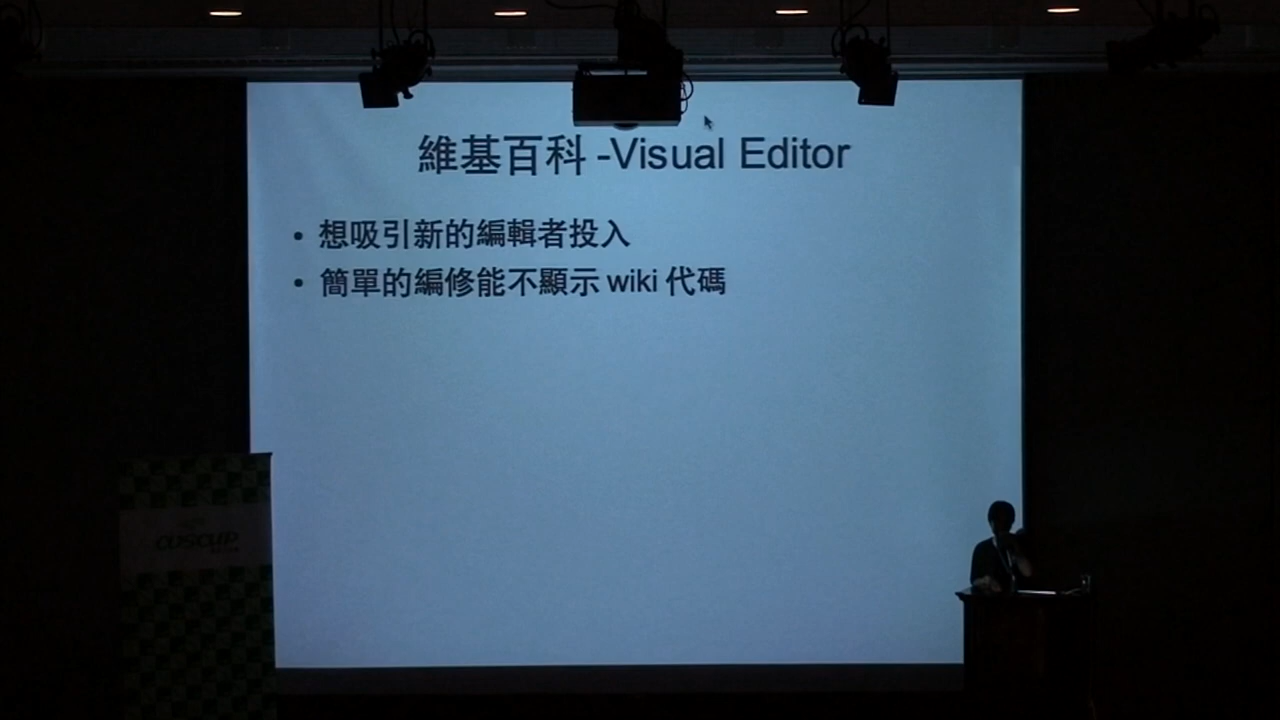 維基百科 -Visual Editor
• 想吸引新的編輯者投入
• 簡單的編修能不顯示 wiki 代碼
coscup